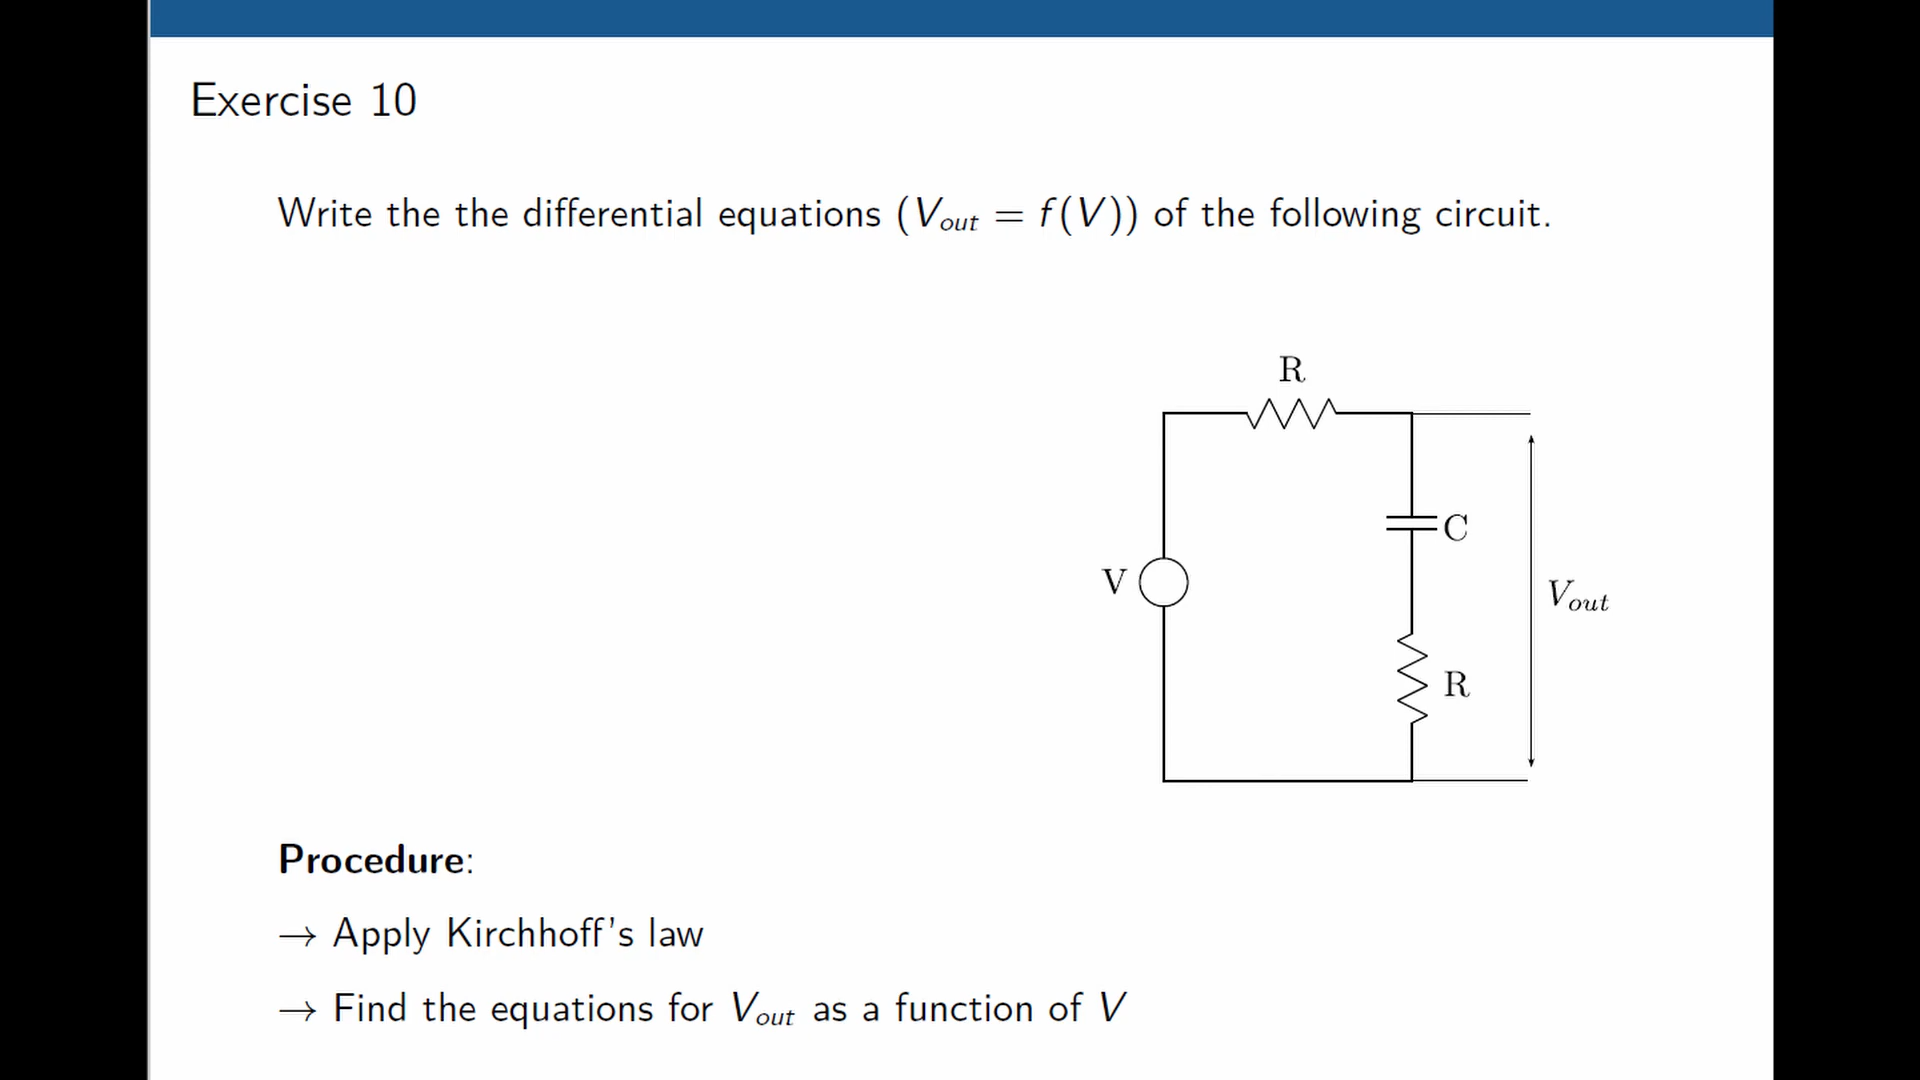 Exercise 10
Write the the differential equations (V_out = f(V)) of the following circuit.
R
C
V
V_out
R
Procedure:
→ Apply Kirchhoff's law
→ Find the equations for V_out as a function of V